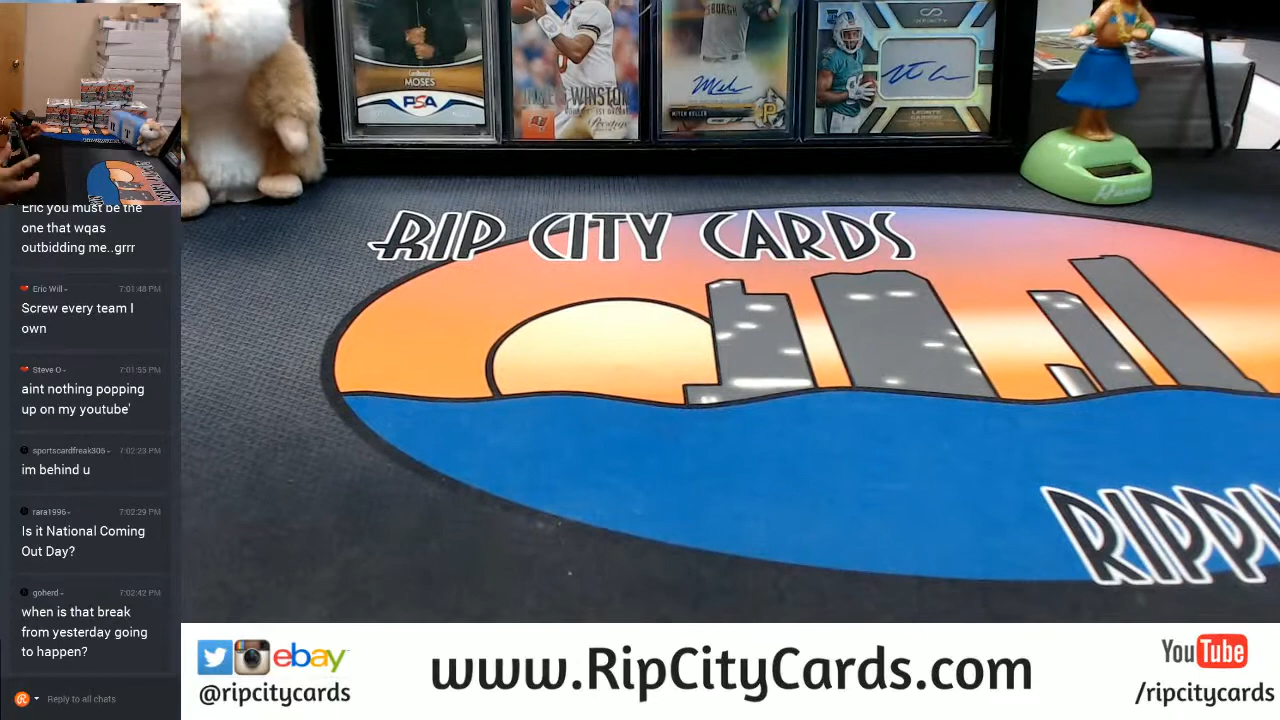 MOSES
PSA
WINSTON
Prestige
MITCH KELLER
XFINITY
RIP CITY CARDS
RIPPI
Eric you must be the
one that wqas
outbidding me..grrr
Eric Will 7:01:48 PM
Screw every team I
own
Steve O 7:01:55 PM
aint nothing popping
up on my youtube'
sportscardfreak305 7:02:23 PM
im behind u
rara1996 7:02:29 PM
Is it National Coming
Out Day?
goherd 7:02:42 PM
when is that break
from yesterday going
to happen?
Reply to all chats
ebay
@ripcitycards
www.RipCityCards.com
YouTube
/ripcitycards